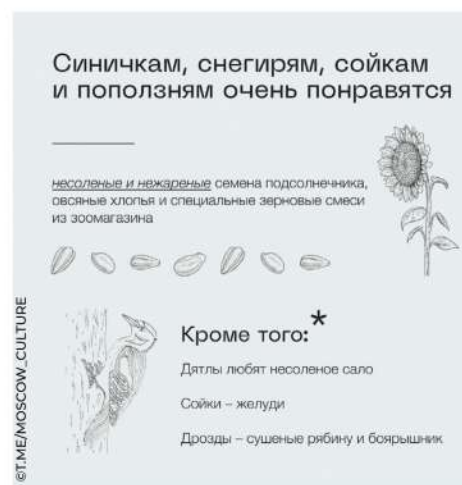 Синичкам, снегирям, сойкам
и поползням очень понравятся
несоленые и нежареные семена подсолнечника,
овсяные хлопья и специальные зерновые смеси
из зоомагазина
Кроме того:*
Дятлы любят несоленое сало
Сойки – желуди
Дрозды – сушеные рябину и боярышник
©T.ME/MOSCOW_CULTURE